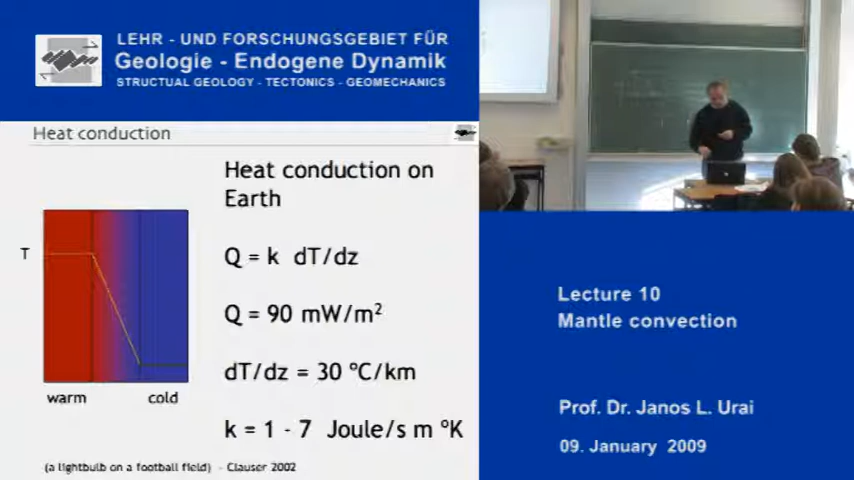 LEHR - UND FORSCHUNGSGEBIET FÜR
Geologie - Endogene Dynamik
STRUCTURAL GEOLOGY - TECTONICS - GEOMECHANICS
Heat conduction
Heat conduction on
Earth
Q = k dT/dz
Q = 90 mW/m²
dT/dz = 30 ºC/km
k = 1 - 7 Joule/s m ºK
T
warm cold
(a lightbulb on a football field) - Clauser 2002
Lecture 10
Mantle convection
Prof. Dr. Janos L. Urai
09. January 2009